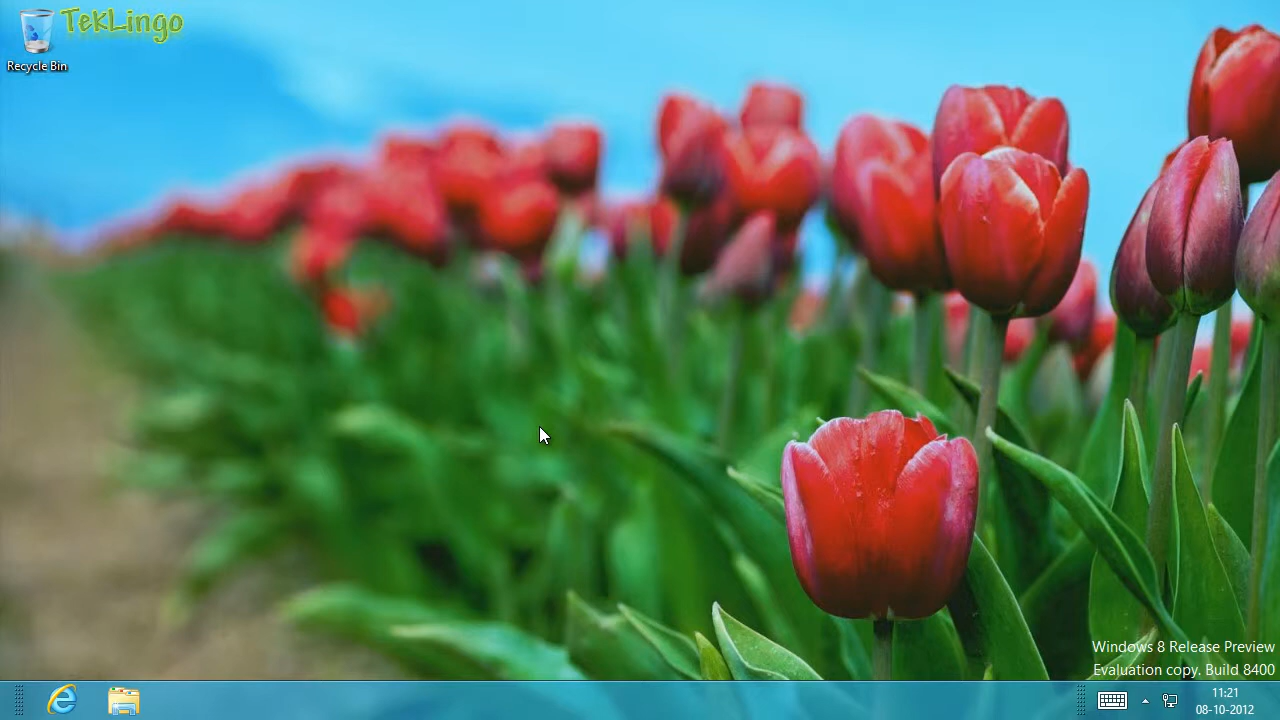 TekLingo
Recycle Bin
Windows 8 Release Preview
Evaluation copy. Build 8400
11:21
08-10-2012